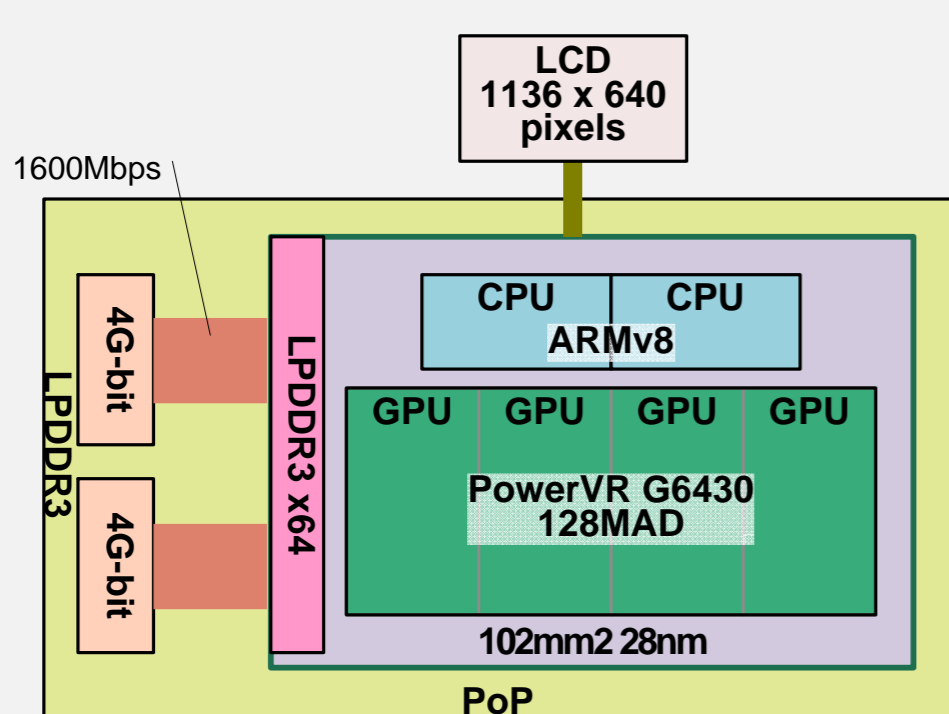 LCD
1136 x 640
pixels
1600Mbps
CPU
CPU
ARMv8
4G-bit
LPDDR3
4G-bit
LPDDR3 x64
GPU
GPU
GPU
GPU
PowerVR G6430
128MAD
102mm2 28nm
PoP